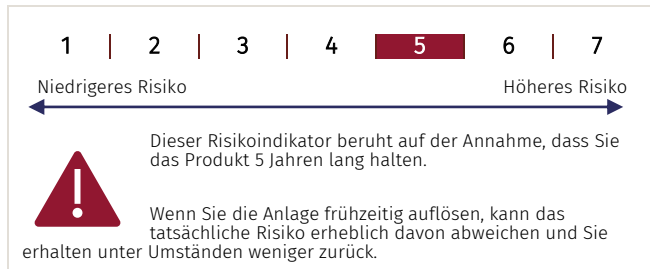 1 | 2 | 3 | 4 5 6 | 7
Niedrigeres Risiko Höheres Risiko
Dieser Risikoindikator beruht auf der Annahme, dass Sie
das Produkt 5 Jahren lang halten.
Wenn Sie die Anlage frühzeitig auflösen, kann das
tatsächliche Risiko erheblich davon abweichen und Sie
erhalten unter Umständen weniger zurück.